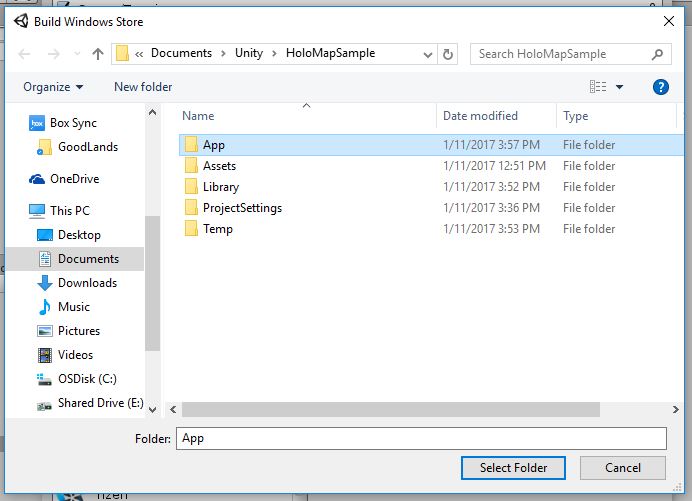 Build Windows Store
« Documents > Unity > HoloMapSample
Search HoloMapSample
Organize New folder
Name Date modified Type
Box Sync
GoodLands
OneDrive
This PC
Desktop
Documents
Downloads
Music
Pictures
Videos
OSDisk (C:)
Shared Drive (E:)
App 1/11/2017 3:57 PM File folder
Assets 1/11/2017 12:51 PM File folder
Library 1/11/2017 3:52 PM File folder
ProjectSettings 1/11/2017 3:36 PM File folder
Temp 1/11/2017 3:53 PM File folder
Folder: App
Select Folder Cancel